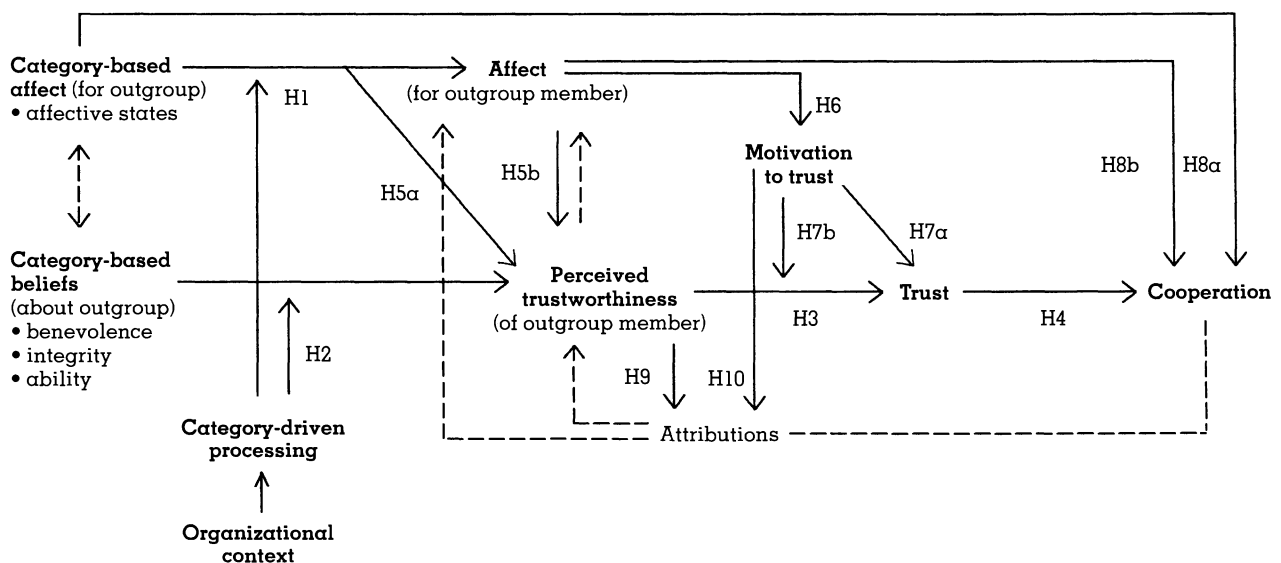 Category-based
affect (for outgroup)
• affective states
H1
Affect
(for outgroup member)
H6
Motivation
to trust
H8b
H8a
H5a
H5b
H7b
H7a
Category-based
beliefs
(about outgroup)
• benevolence
• integrity
• ability
H2
Perceived
trustworthiness
(of outgroup member)
H3
Trust
H4
Cooperation
H9
H10
Attributions
Category-driven
processing
Organizational
context